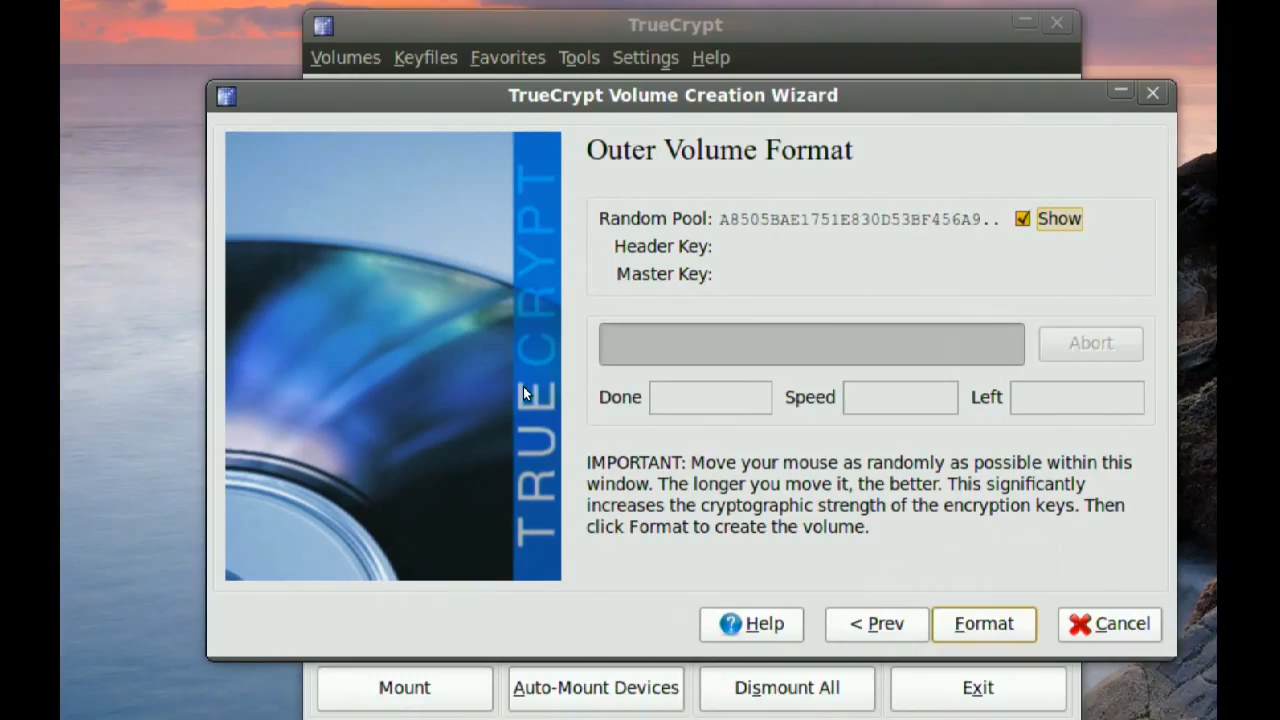 TrueCrypt
Volumes Keyfiles Favorites Tools Settings Help
TrueCrypt Volume Creation Wizard
TRUECRYPT
Outer Volume Format
Random Pool: A8505BAE1751E830D53BF456A9.. Show
Header Key:
Master Key:
Abort
Done Speed Left
IMPORTANT: Move your mouse as randomly as possible within this
window. The longer you move it, the better. This significantly
increases the cryptographic strength of the encryption keys. Then
click Format to create the volume.
Help < Prev Format Cancel
Mount Auto-Mount Devices Dismount All Exit